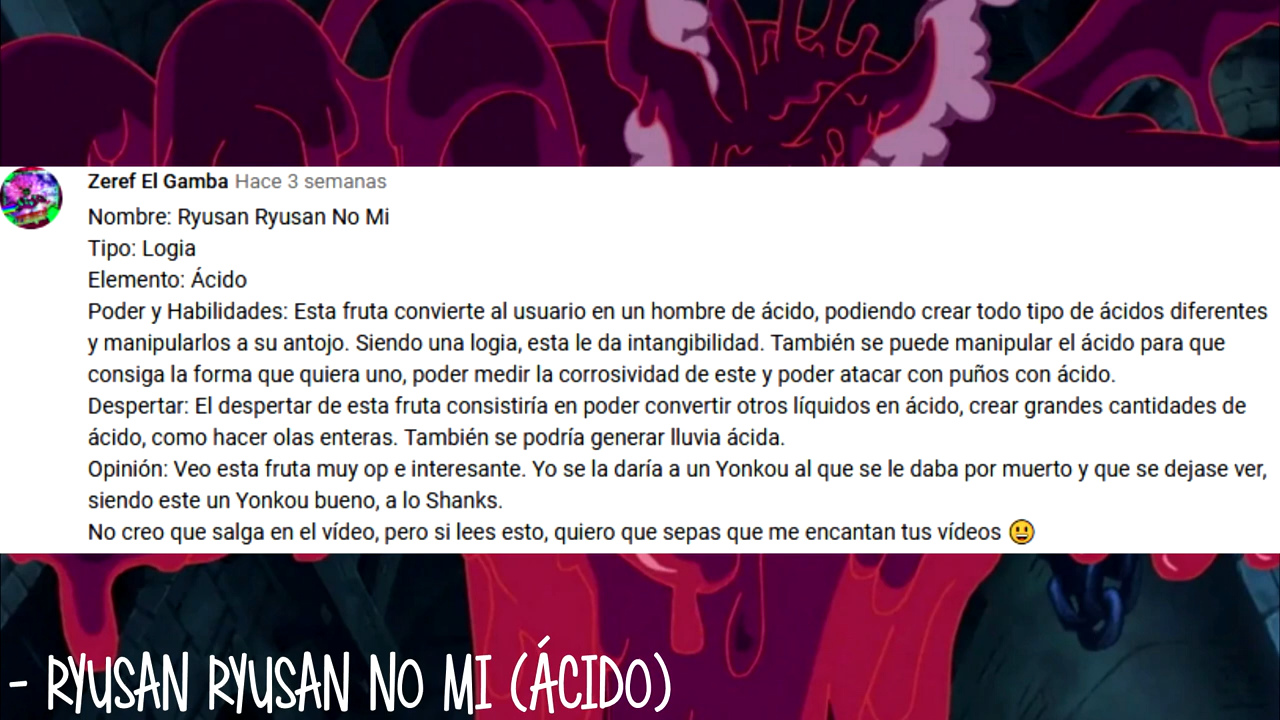 Zeref El Gamba Hace 3 semanas
Nombre: Ryusan Ryusan No Mi
Tipo: Logia
Elemento: Ácido
Poder y Habilidades: Esta fruta convierte al usuario en un hombre de ácido, podiendo crear todo tipo de ácidos diferentes
y manipularlos a su antojo. Siendo una logia, esta le da intangibilidad. También se puede manipular el ácido para que
consiga la forma que quiera uno, poder medir la corrosividad de este y poder atacar con puños con ácido.
Despertar: El despertar de esta fruta consistiría en poder convertir otros líquidos en ácido, crear grandes cantidades de
ácido, como hacer olas enteras. También se podría generar lluvia ácida.
Opinión: Veo esta fruta muy op e interesante. Yo se la daría a un Yonkou al que se le daba por muerto y que se dejase ver,
siendo este un Yonkou bueno, a lo Shanks.
No creo que salga en el vídeo, pero si lees esto, quiero que sepas que me encantan tus vídeos 😀
- RYUSAN RYUSAN NO MI (ÁCIDO)